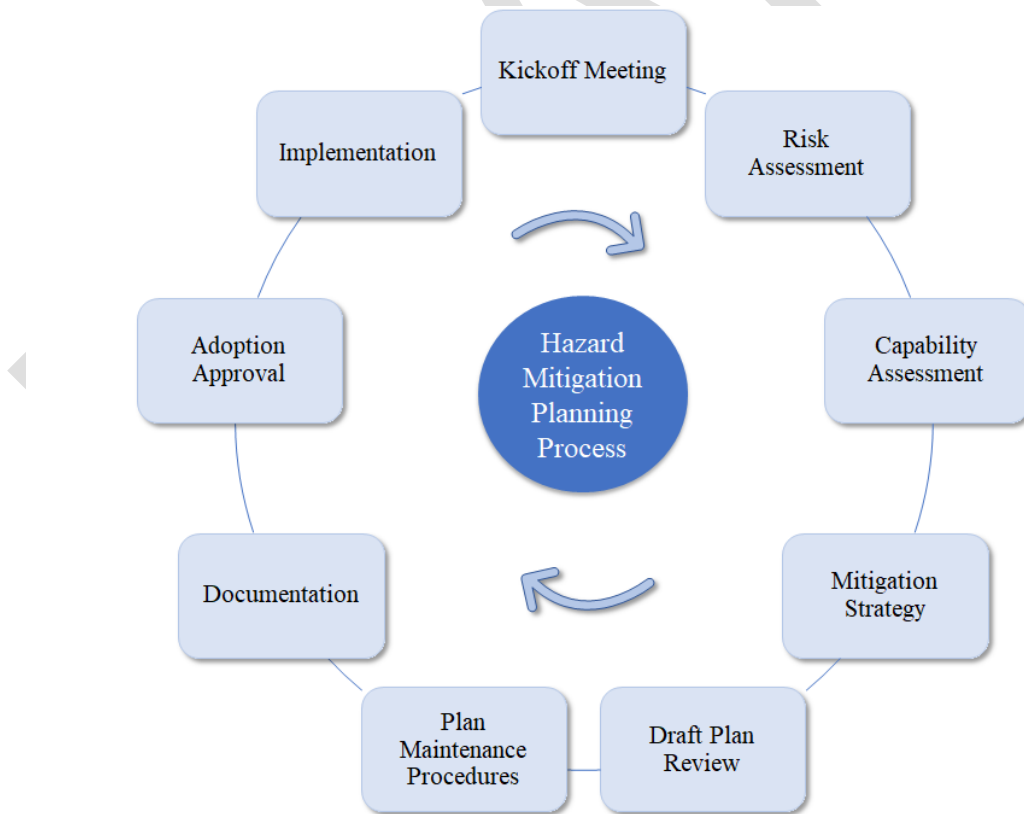 Kickoff Meeting
Risk
Assessment
Capability
Assessment
Mitigation
Strategy
Draft Plan
Review
Plan
Maintenance
Procedures
Documentation
Adoption
Approval
Implementation
Hazard
Mitigation
Planning
Process